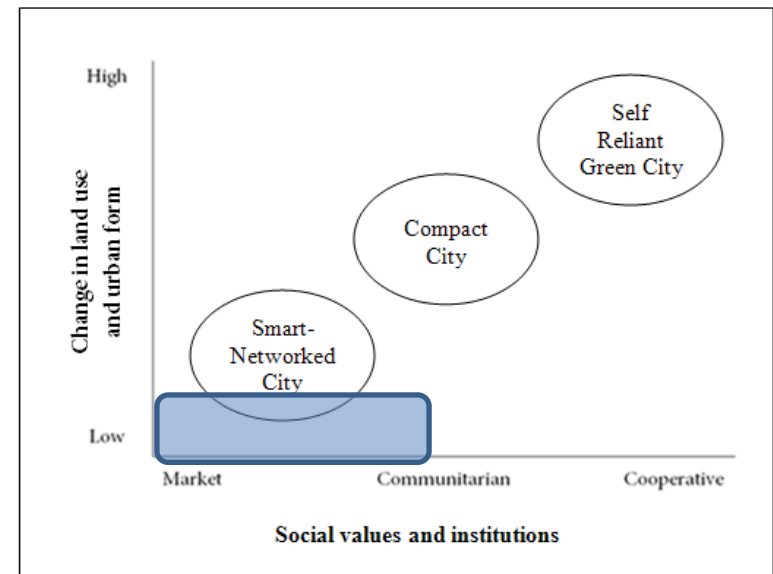 High
Self
Reliant
Green City
Change in land use
and urban form
Compact
City
Smart-
Networked
City
Low
Market
Communitarian
Cooperative
Social values and institutions